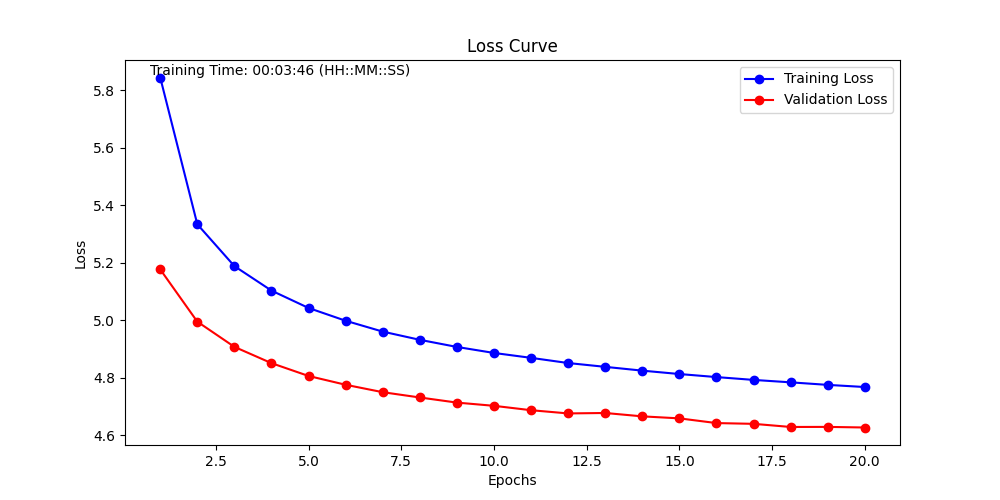 Loss Curve
Training Time: 00:03:46 (HH::MM::SS)
Training Loss
Validation Loss
5.8
5.6
5.4
5.2
5.0
4.8
4.6
Loss
2.5 5.0 7.5 10.0 12.5 15.0 17.5 20.0
Epochs